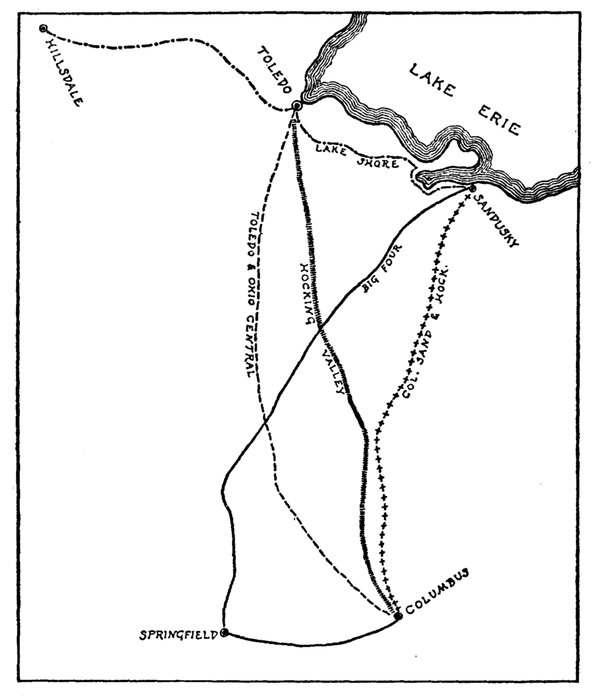 HILLSDALE
TOLEDO
LAKE ERIE
LAKE SHORE
SANDUSKY
TOLEDO & OHIO CENTRAL
HOCKING VALLEY
BIG FOUR
COL. SAND & HOCK.
COLUMBUS
SPRINGFIELD